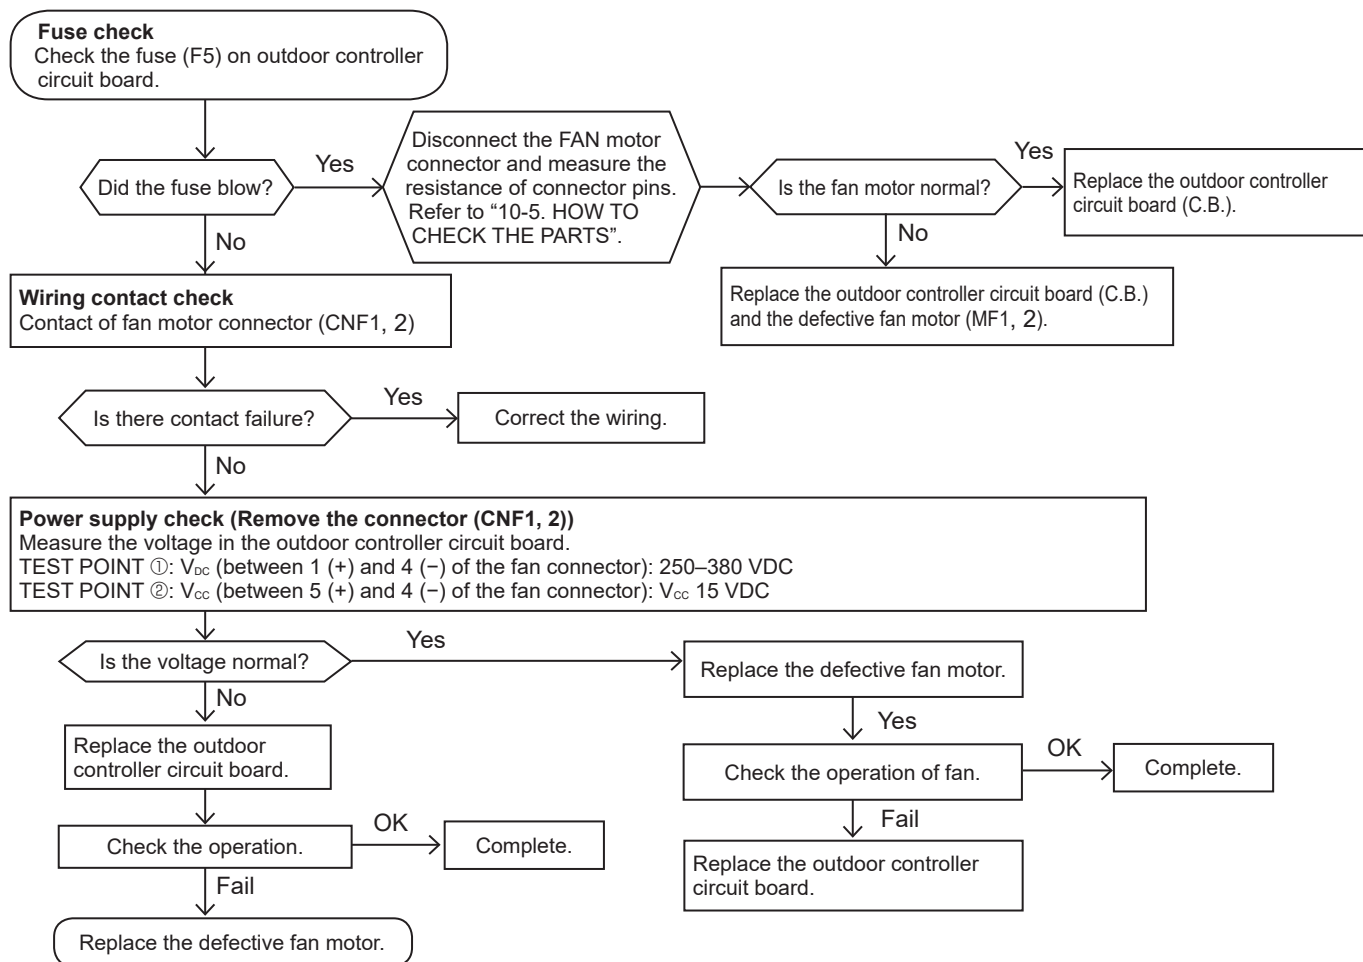 Fuse check
Check the fuse (F5) on outdoor controller
circuit board.
Did the fuse blow?
Yes
Disconnect the FAN motor
connector and measure the
resistance of connector pins.
Refer to “10-5. HOW TO
CHECK THE PARTS”.
Is the fan motor normal?
Yes
Replace the outdoor controller
circuit board (C.B.).
No
Replace the outdoor controller circuit board (C.B.)
and the defective fan motor (MF1, 2).
No
Wiring contact check
Contact of fan motor connector (CNF1, 2)
Is there contact failure?
Yes
Correct the wiring.
No
Power supply check (Remove the connector (CNF1, 2))
Measure the voltage in the outdoor controller circuit board.
TEST POINT ①: VDC (between 1 (+) and 4 (−) of the fan connector): 250–380 VDC
TEST POINT ②: VCC (between 5 (+) and 4 (−) of the fan connector): VCC 15 VDC
Is the voltage normal?
Yes
Replace the defective fan motor.
Yes
Check the operation of fan.
OK
Complete.
Fail
Replace the outdoor controller
circuit board.
No
Replace the outdoor
controller circuit board.
Check the operation.
OK
Complete.
Fail
Replace the defective fan motor.